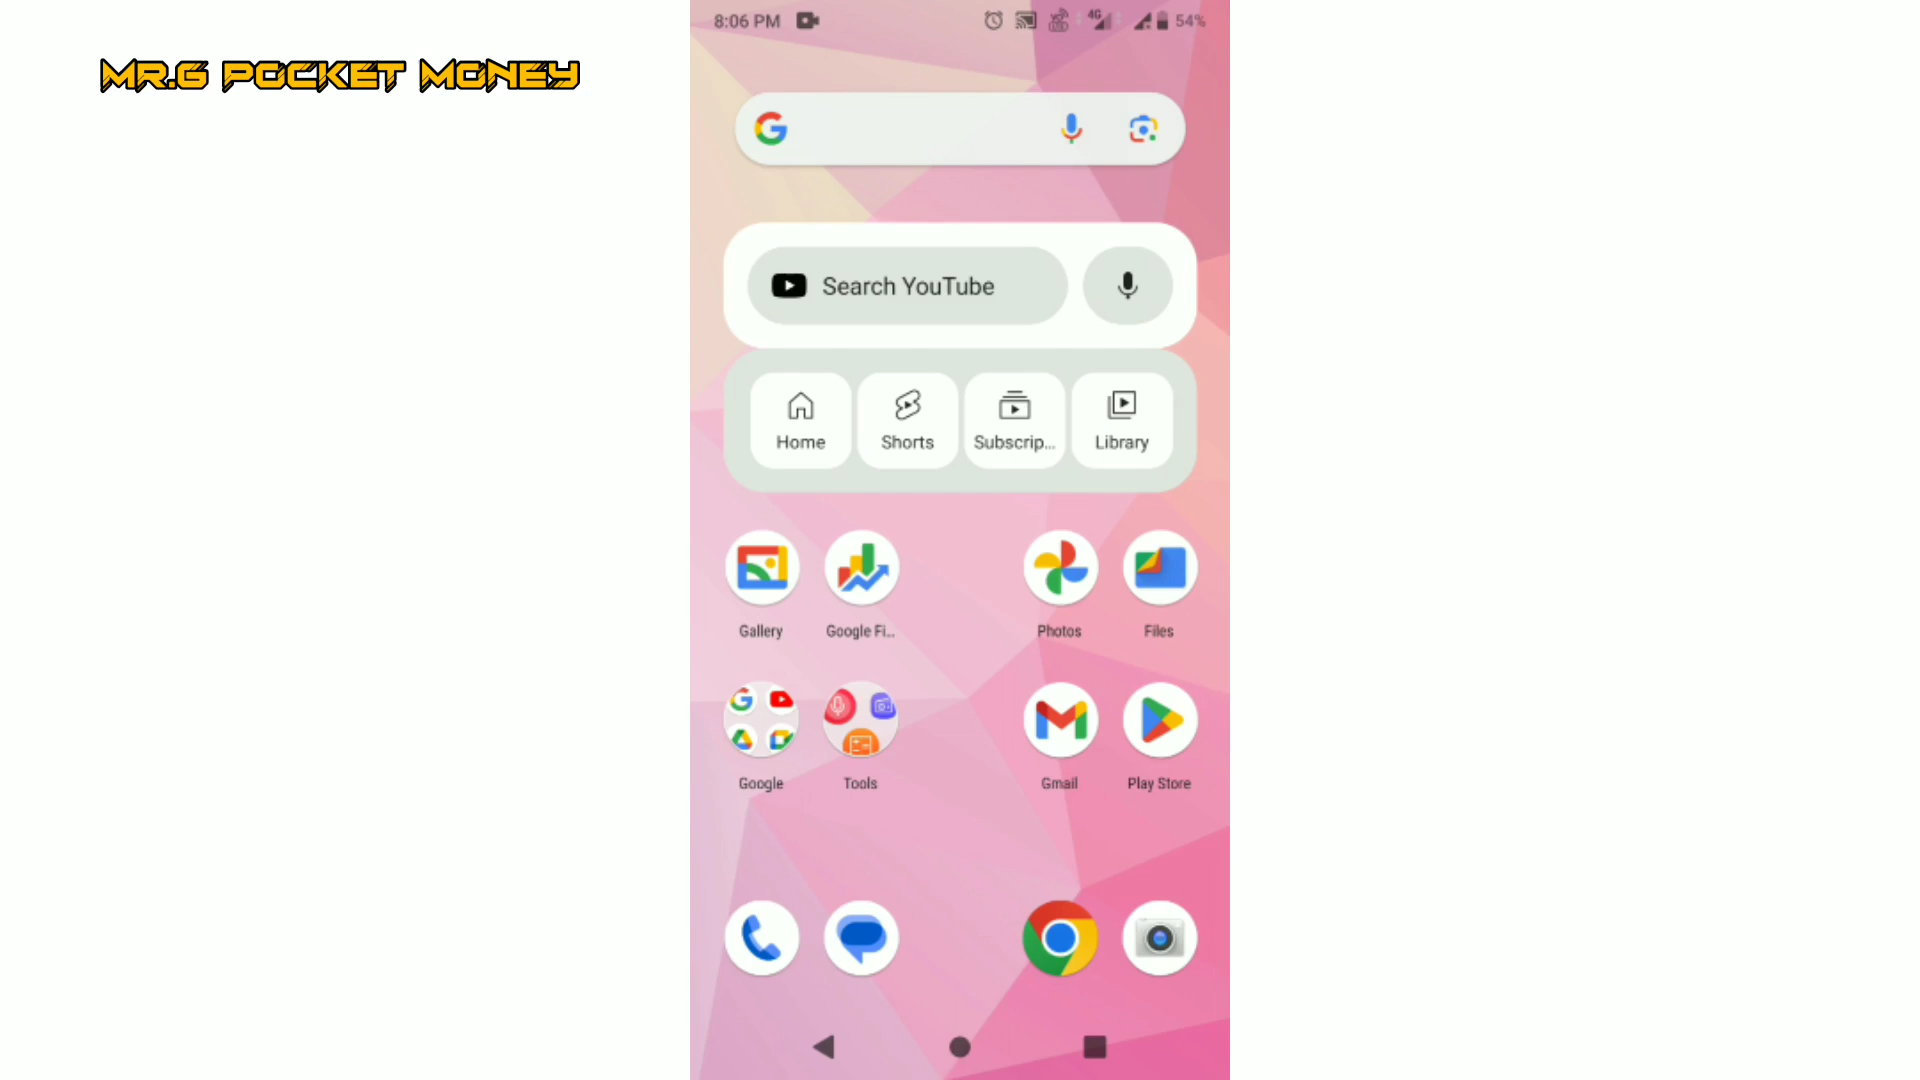 8:06 PM
4G
54%
MR.G POCKET MONEY
Search YouTube
Home
Shorts
Subscrip...
Library
Gallery
Google Fi...
Photos
Files
Google
Tools
Gmail
Play Store